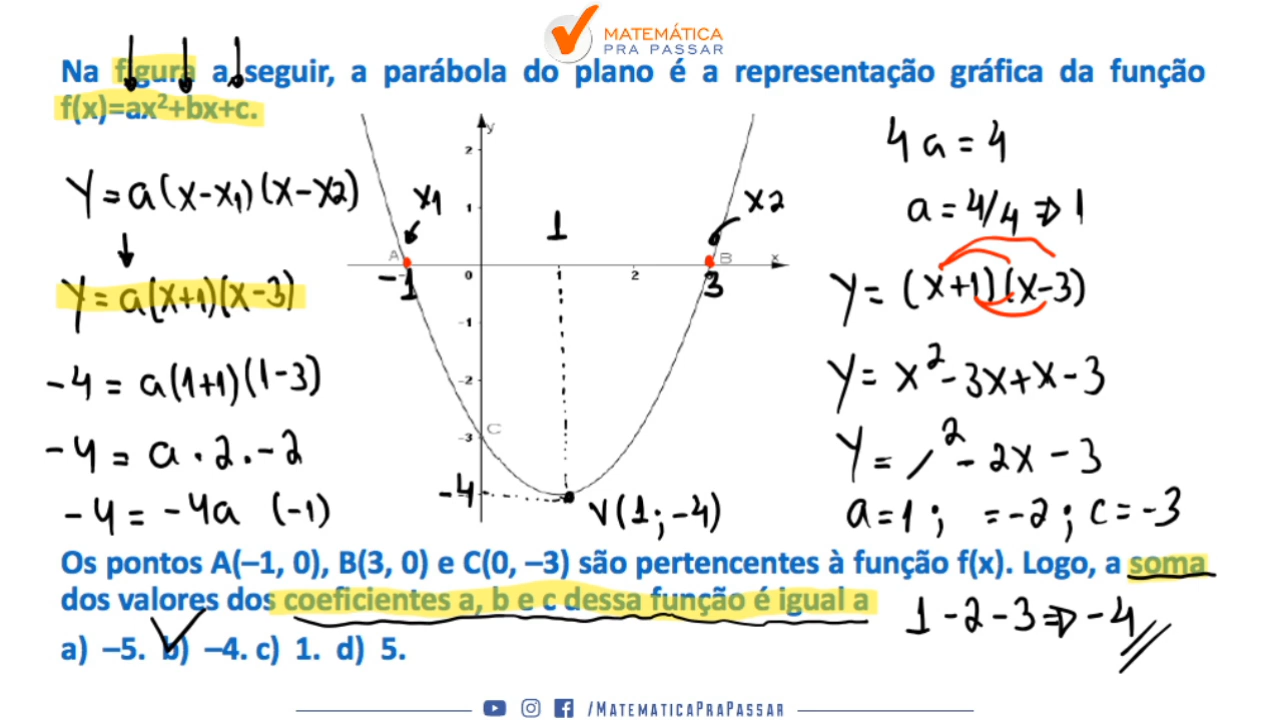 MATEMÁTICA
PRA PASSAR
Na figura a seguir, a parábola do plano é a representação gráfica da função
f(x)=ax²+bx+c.
Y = a(x-x1)(x-x2)
Y = a(x+1)(x-3)
-4 = a(1+1)(1-3)
-4 = a . 2 . -2
-4 = -4a (-1)
y
2
1
0
1
2
x
-1
-2
-3
-4
A
B
C
x1
x2
1
-1
3
V(1; -4)
4a = 4
a = 4/4 ⇒ 1
Y = (x+1)(x-3)
Y = x² - 3x + x - 3
Y = ² - 2x - 3
a = 1 ; = -2 ; c = -3
Os pontos A(–1, 0), B(3, 0) e C(0, –3) são pertencentes à função f(x). Logo, a soma
dos valores dos coeficientes a, b e c dessa função é igual a
1 - 2 - 3 ⇒ -4
a) –5. b) –4. c) 1. d) 5.
/MatematicaPraPassar